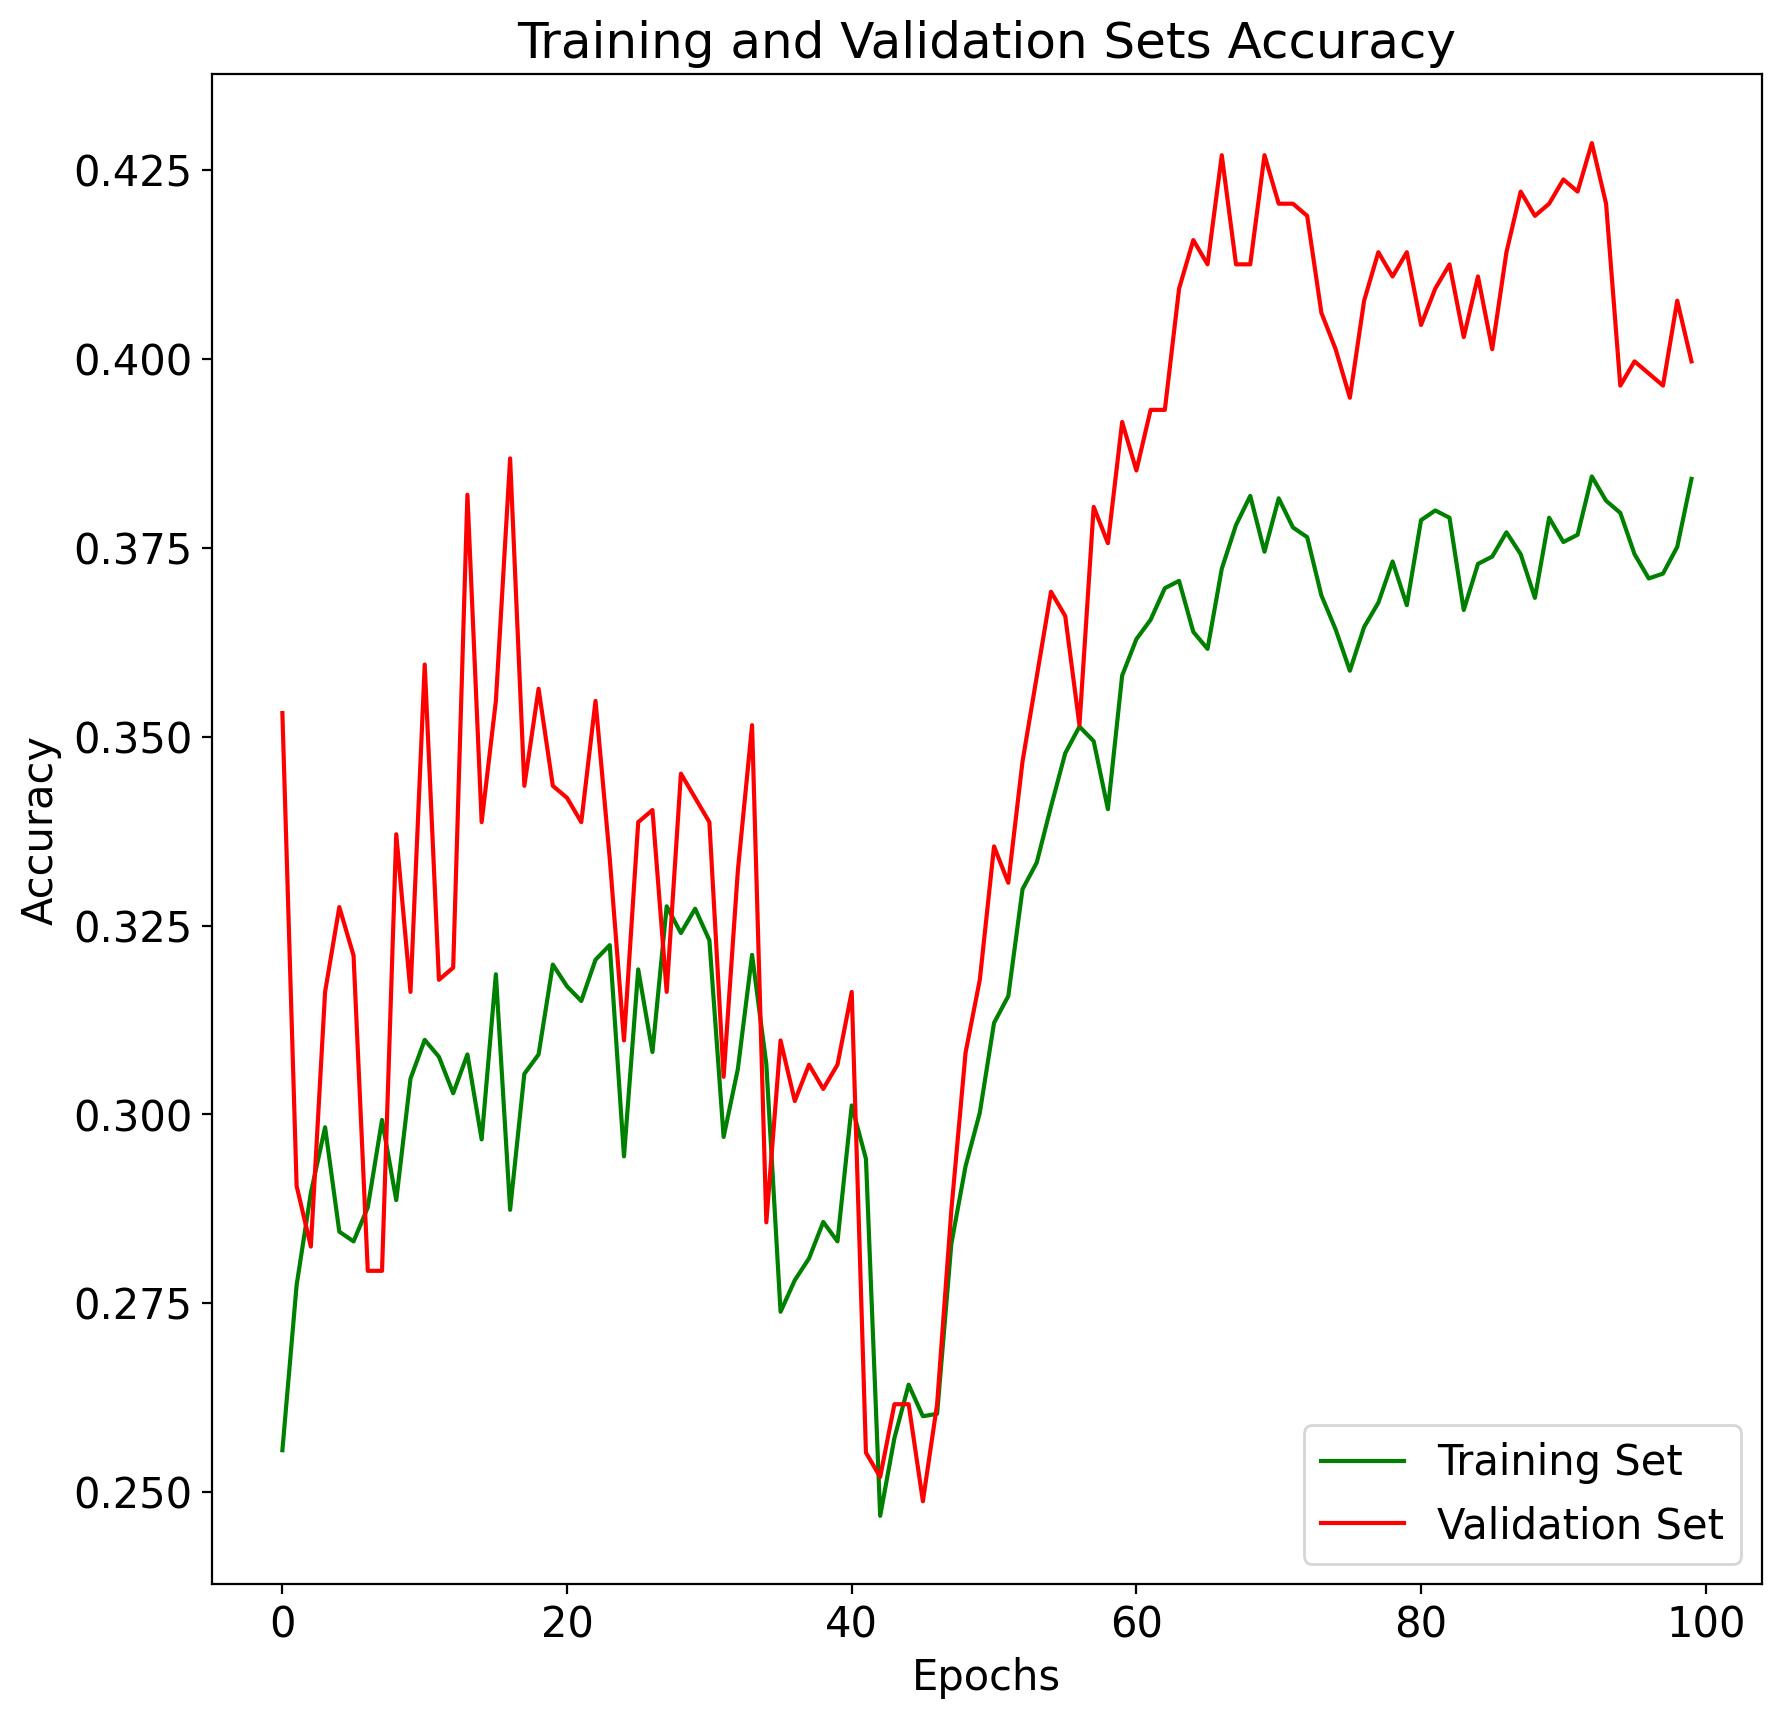 Training and Validation Sets Accuracy
0.425
0.400
0.375
0.350
0.325
0.300
0.275
0.250
Accuracy
Training Set
Validation Set
0 20 40 60 80 100
Epochs